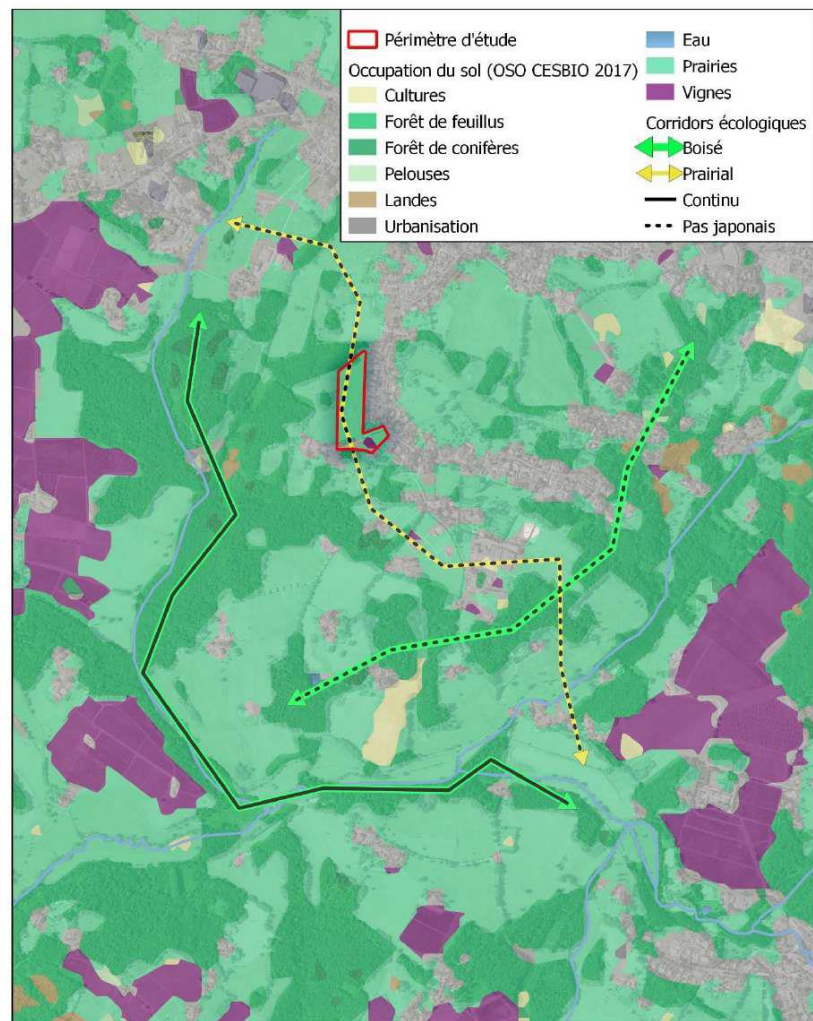 Périmètre d'étude
Occupation du sol (OSO CESBIO 2017)
Cultures
Forêt de feuillus
Forêt de conifères
Pelouses
Landes
Urbanisation
Eau
Prairies
Vignes
Corridors écologiques
Boisé
Prairial
Continu
Pas japonais